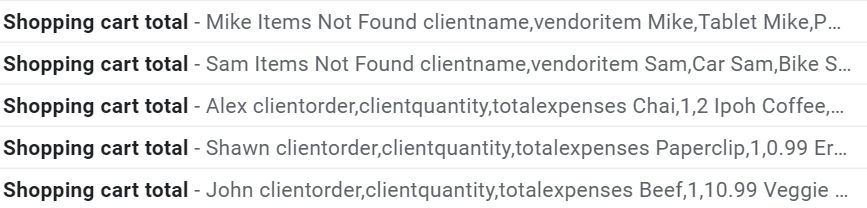 Shopping cart total - Mike Items Not Found clientname,vendoritem Mike,Tablet Mike,P...
Shopping cart total - Sam Items Not Found clientname,vendoritem Sam,Car Sam,Bike S...
Shopping cart total - Alex clientorder,clientquantity,totalexpenses Chai,1,2 Ipoh Coffee,...
Shopping cart total - Shawn clientorder,clientquantity,totalexpenses Paperclip,1,0.99 Er...
Shopping cart total - John clientorder,clientquantity,totalexpenses Beef,1,10.99 Veggie ...